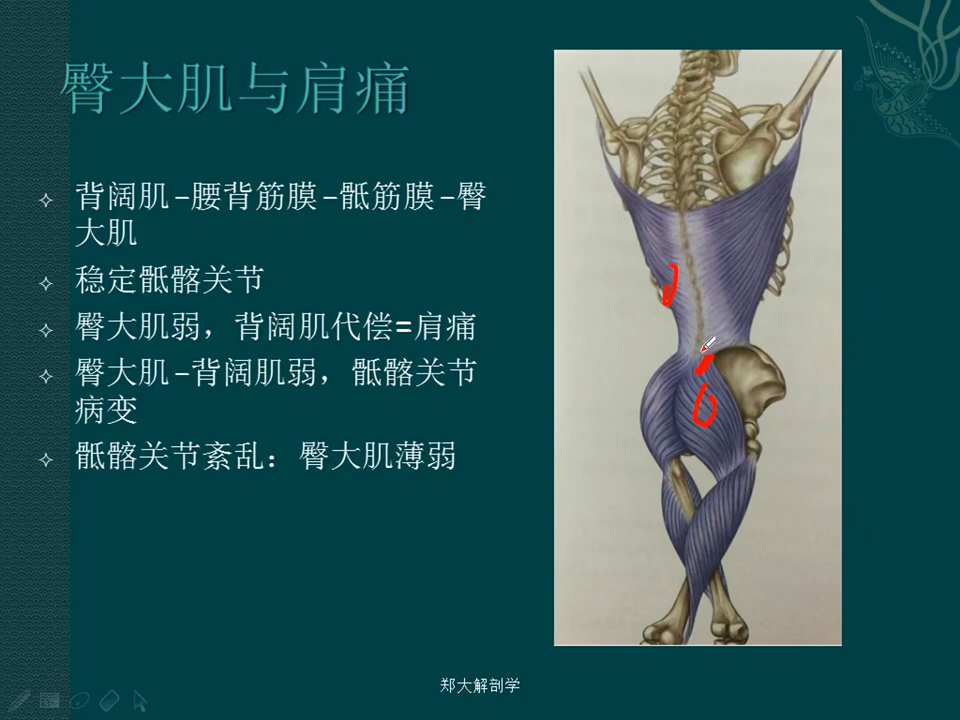 臀大肌与肩痛
背阔肌-腰背筋膜-骶筋膜-臀
大肌
稳定骶髂关节
臀大肌弱，背阔肌代偿=肩痛
臀大肌-背阔肌弱，骶髂关节
病变
骶髂关节紊乱：臀大肌薄弱
郑大解剖学